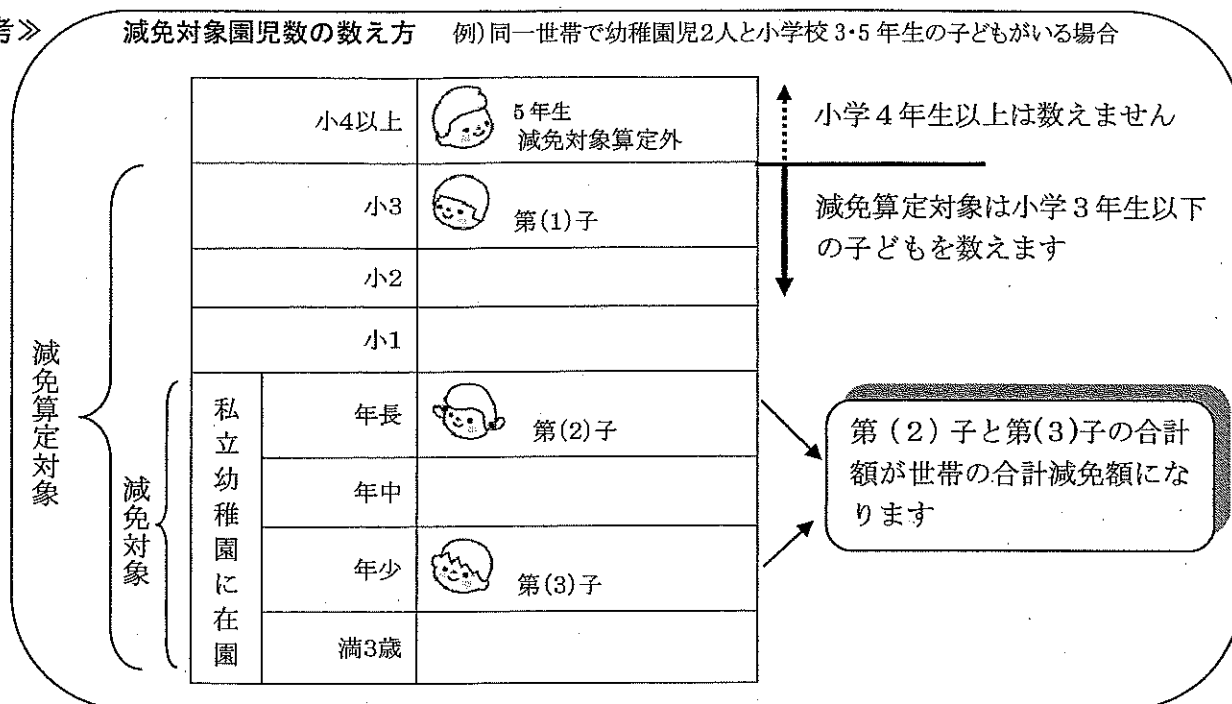 考≫
減免対象園児数の数え方 例)同一世帯で幼稚園児2人と小学校3・5年生の子どもがいる場合
小4以上
5年生
減免対象算定外
小学4年生以上は数えません
小3
第(1)子
減免算定対象は小学3年生以下
の子どもを数えます
小2
小1
減免算定対象
減免対象
私立幼稚園に在園
年長
第(2)子
年中
年少
第(3)子
満3歳
第(2)子と第(3)子の合計
額が世帯の合計減免額にな
ります